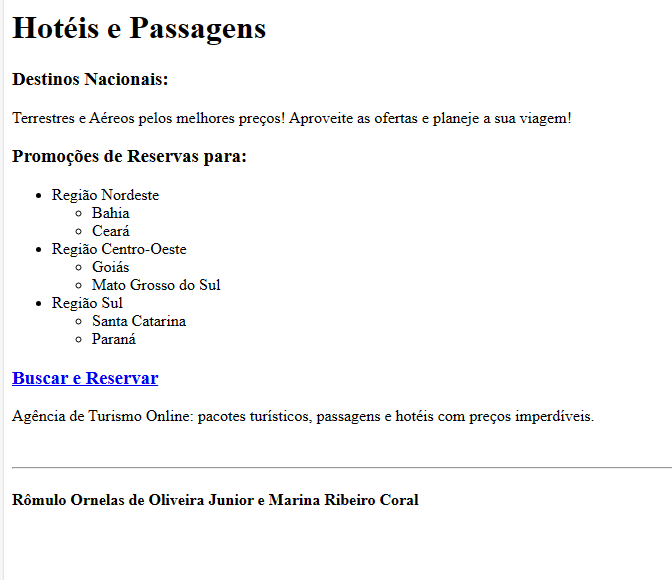 Hotéis e Passagens
Destinos Nacionais:
Terrestres e Aéreos pelos melhores preços! Aproveite as ofertas e planeje a sua viagem!
Promoções de Reservas para:
Região Nordeste
Bahia
Ceará
Região Centro-Oeste
Goiás
Mato Grosso do Sul
Região Sul
Santa Catarina
Paraná
Buscar e Reservar
Agência de Turismo Online: pacotes turísticos, passagens e hotéis com preços imperdíveis.
Rômulo Ornelas de Oliveira Junior e Marina Ribeiro Coral